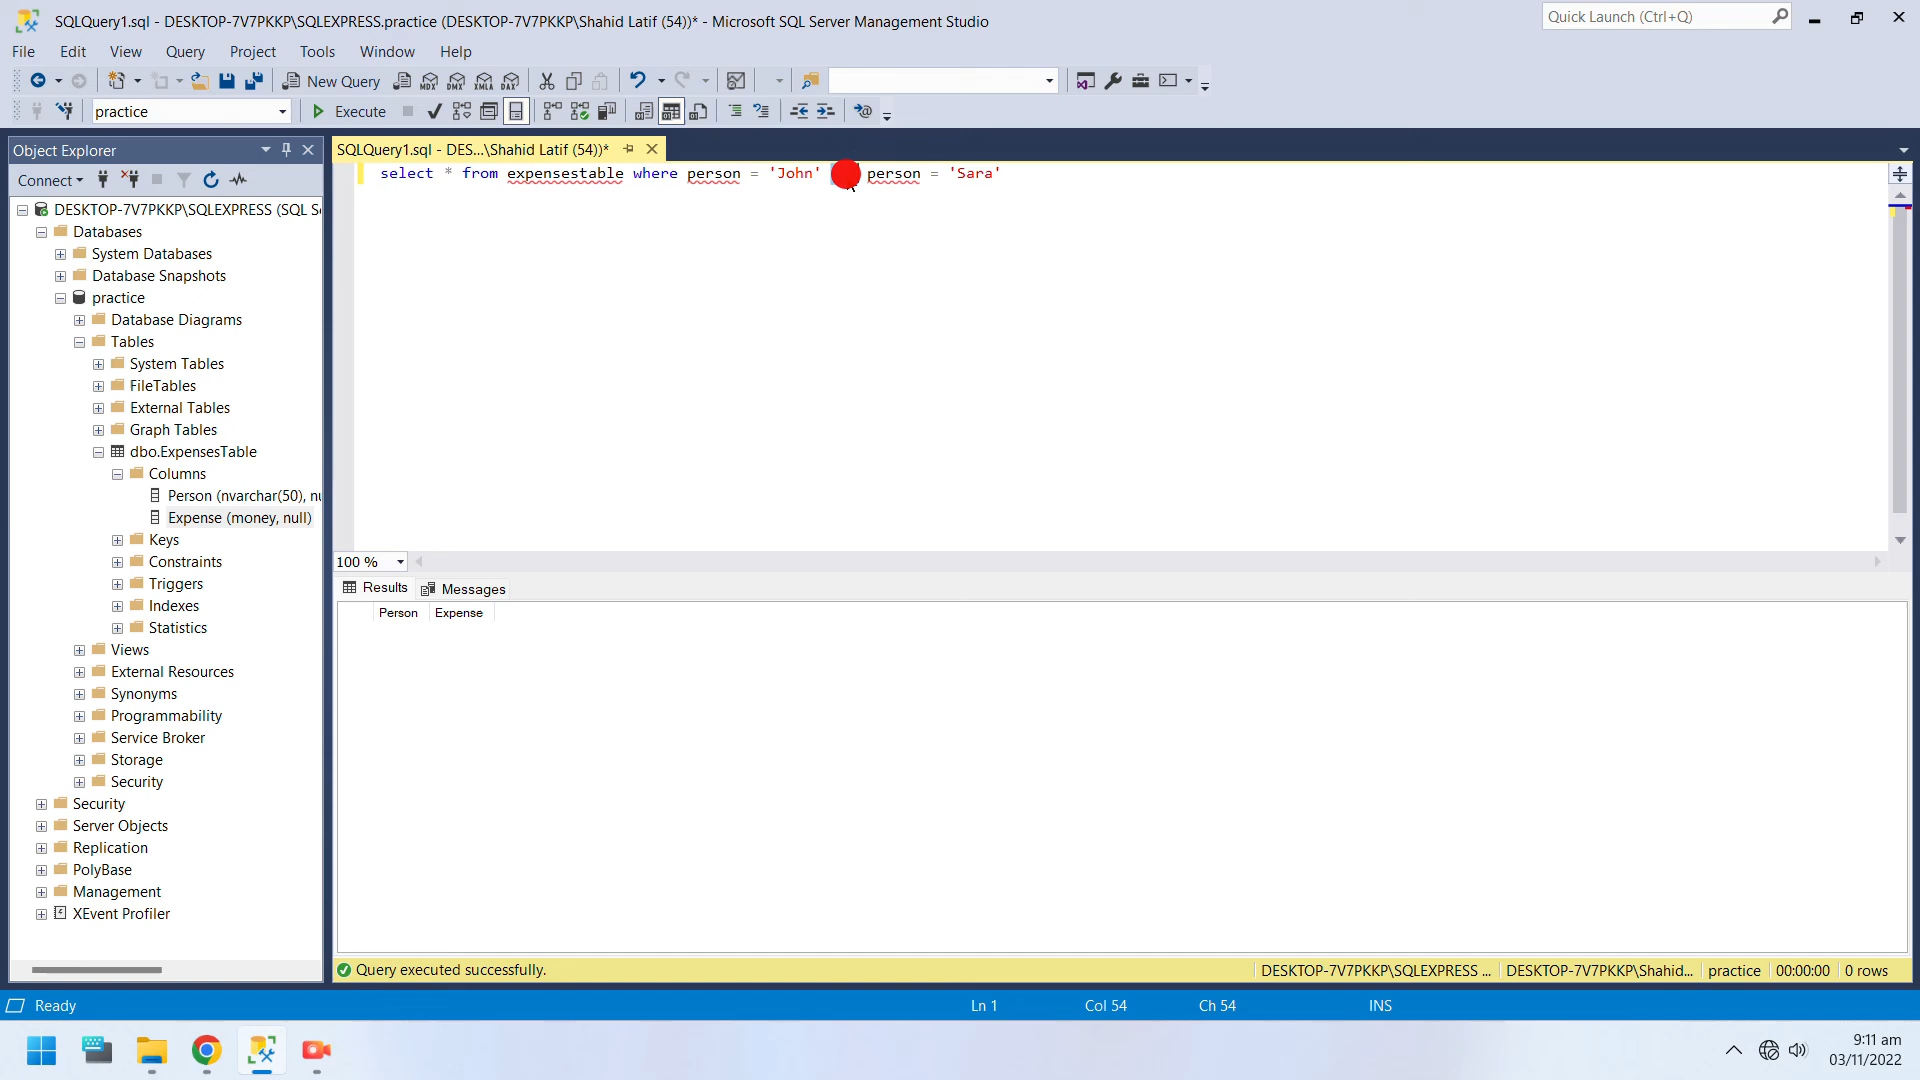 SQLQuery1.sql - DESKTOP-7V7PKKP\SQLEXPRESS.practice (DESKTOP-7V7PKKP\Shahid Latif (54))* - Microsoft SQL Server Management Studio
Quick Launch (Ctrl+Q)
File Edit View Query Project Tools Window Help
New Query MDX DMX XMLA DAX
practice Execute
Object Explorer
SQLQuery1.sql - DES...\Shahid Latif (54))*
Connect
select * from expensestable where person = 'John' person = 'Sara'
DESKTOP-7V7PKKP\SQLEXPRESS (SQL S
Databases
System Databases
Database Snapshots
practice
Database Diagrams
Tables
System Tables
FileTables
External Tables
Graph Tables
dbo.ExpensesTable
Columns
Person (nvarchar(50), nu
Expense (money, null)
Keys
Constraints
Triggers
Indexes
Statistics
Views
External Resources
Synonyms
Programmability
Service Broker
Storage
Security
Security
Server Objects
Replication
PolyBase
Management
XEvent Profiler
100 %
Results Messages
Person Expense
Query executed successfully.
DESKTOP-7V7PKKP\SQLEXPRESS ... DESKTOP-7V7PKKP\Shahid... practice 00:00:00 0 rows
Ready Ln 1 Col 54 Ch 54 INS
9:11 am
03/11/2022